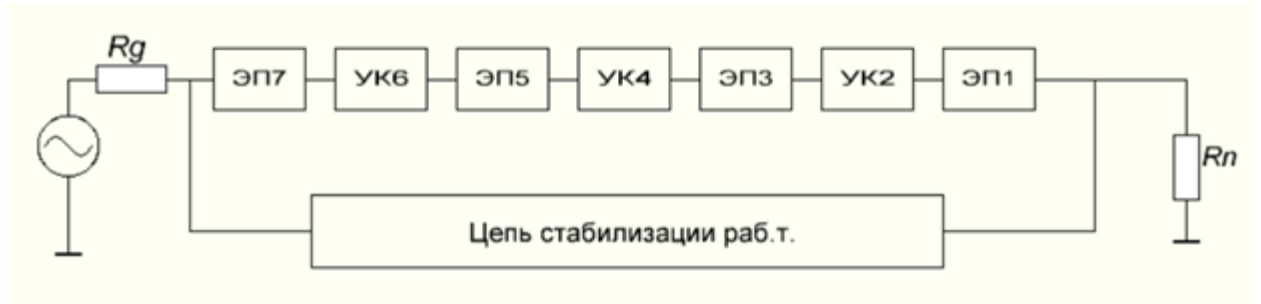 Rg
ЭП7 УК6 ЭП5 УК4 ЭП3 УК2 ЭП1
Rn
Цепь стабилизации раб.т.